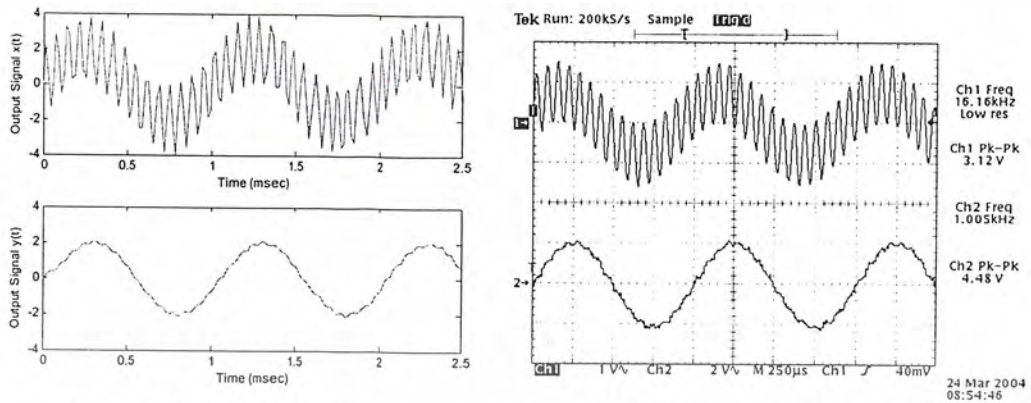 Output Signal x(t)
4
2
0
-2
-4
0
0.5
1
1.5
2
2.5
Time (msec)
Output Signal y(t)
4
2
0
-2
-4
0
0.5
1
1.5
2
2.5
Time (msec)
Tek Run: 200kS/s Sample Trig'd
T
Ch1 Freq
16.16kHz
Low res
Ch1 Pk-Pk
3.12 V
Ch2 Freq
1.005kHz
Ch2 Pk-Pk
4.48 V
2→
Ch1 1 V Ch2 2 V M 250µs Ch1 40mV
24 Mar 2004
08:54:46